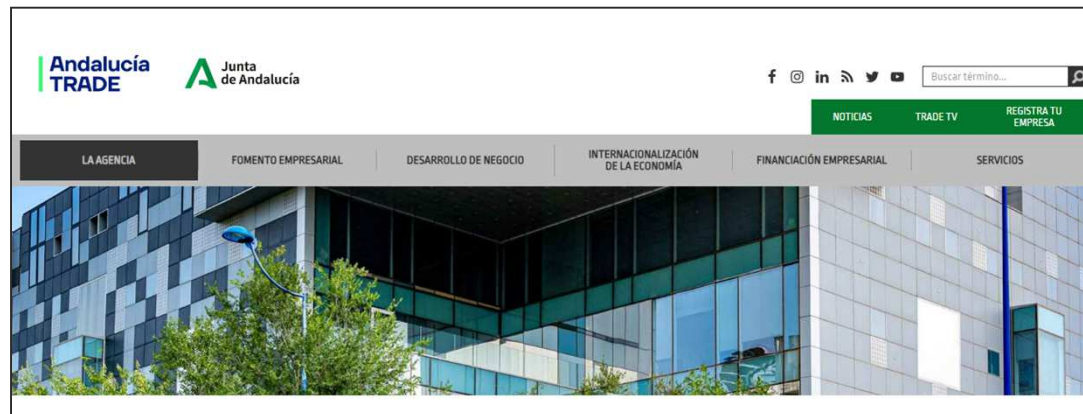 Andalucía
TRADE
Junta
de Andalucía
Buscar término...
NOTICIAS
TRADE TV
REGISTRA TU
EMPRESA
LA AGENCIA
FOMENTO EMPRESARIAL
DESARROLLO DE NEGOCIO
INTERNACIONALIZACIÓN
DE LA ECONOMÍA
FINANCIACIÓN EMPRESARIAL
SERVICIOS